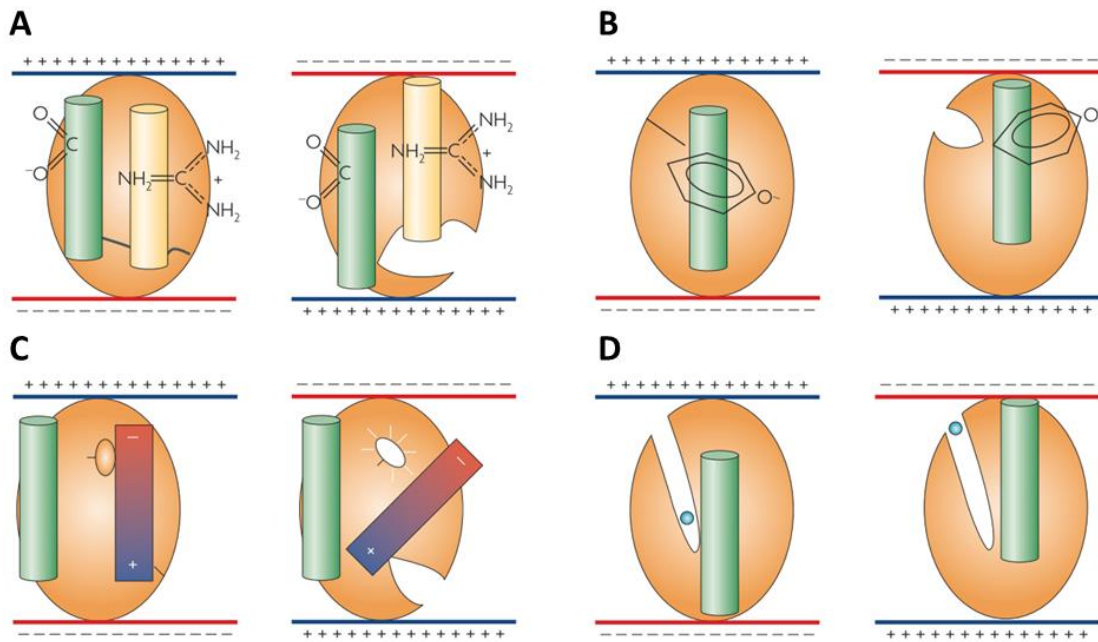 A
B
+ + + + + + + + + + + + +
– – – – – – – – – – – – – –
+ + + + + + + + + + + + +
– – – – – – – – – – – – – –
O
C
⁻O
NH₂
NH₂
C
+
NH₂
O
C
⁻O
NH₂
NH₂
C
+
NH₂
O⁻
O
– – – – – – – – – – – – – –
+ + + + + + + + + + + + +
– – – – – – – – – – – – – –
+ + + + + + + + + + + + +
C
D
+ + + + + + + + + + + + +
– – – – – – – – – – – – – –
+ + + + + + + + + + + + +
– – – – – – – – – – – – – –
–
+
–
+
– – – – – – – – – – – – – –
+ + + + + + + + + + + + +
– – – – – – – – – – – – – –
+ + + + + + + + + + + + +